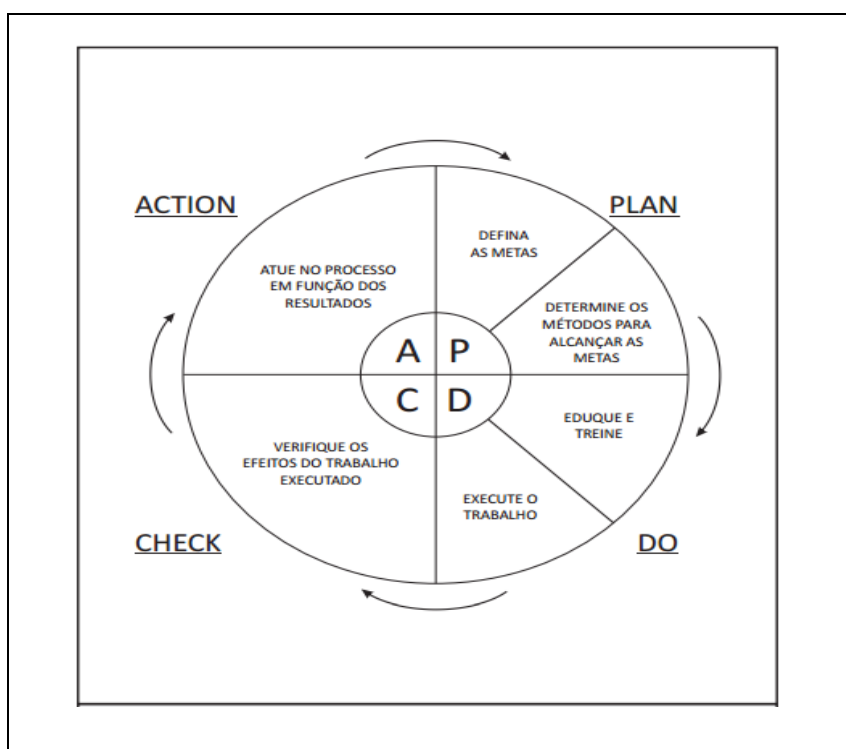 ACTION
PLAN
DEFINA
AS METAS
ATUE NO PROCESSO
EM FUNÇÃO DOS
RESULTADOS
DETERMINE OS
MÉTODOS PARA
ALCANÇAR AS
METAS
A P
C D
EDUQUE E
TREINE
VERIFIQUE OS
EFEITOS DO TRABALHO
EXECUTADO
EXECUTE O
TRABALHO
CHECK
DO